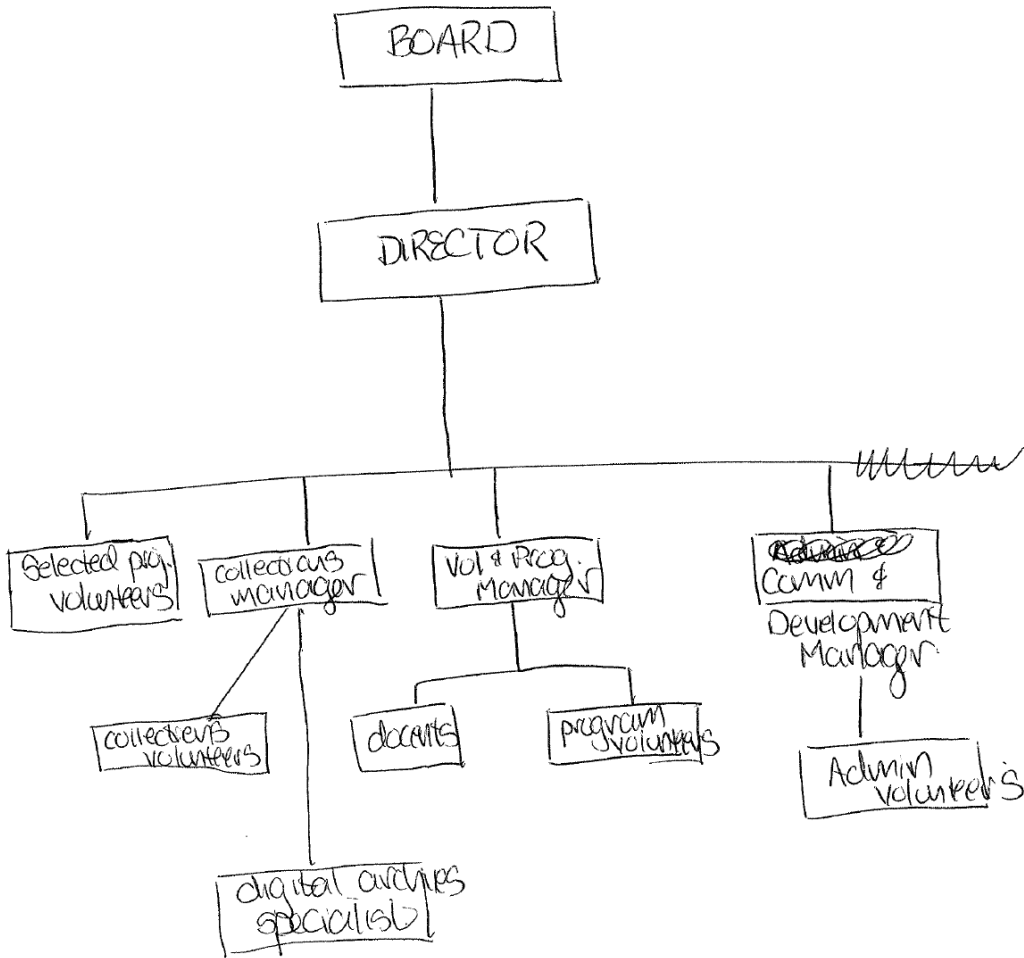 BOARD
DIRECTOR
Selected proj.
volunteers
collections
manager
Vol & Prog.
Manager
Comm &
Development
Manager
collections
volunteers
docents
program
volunteers
Admin
volunteers
digital archies
specialist